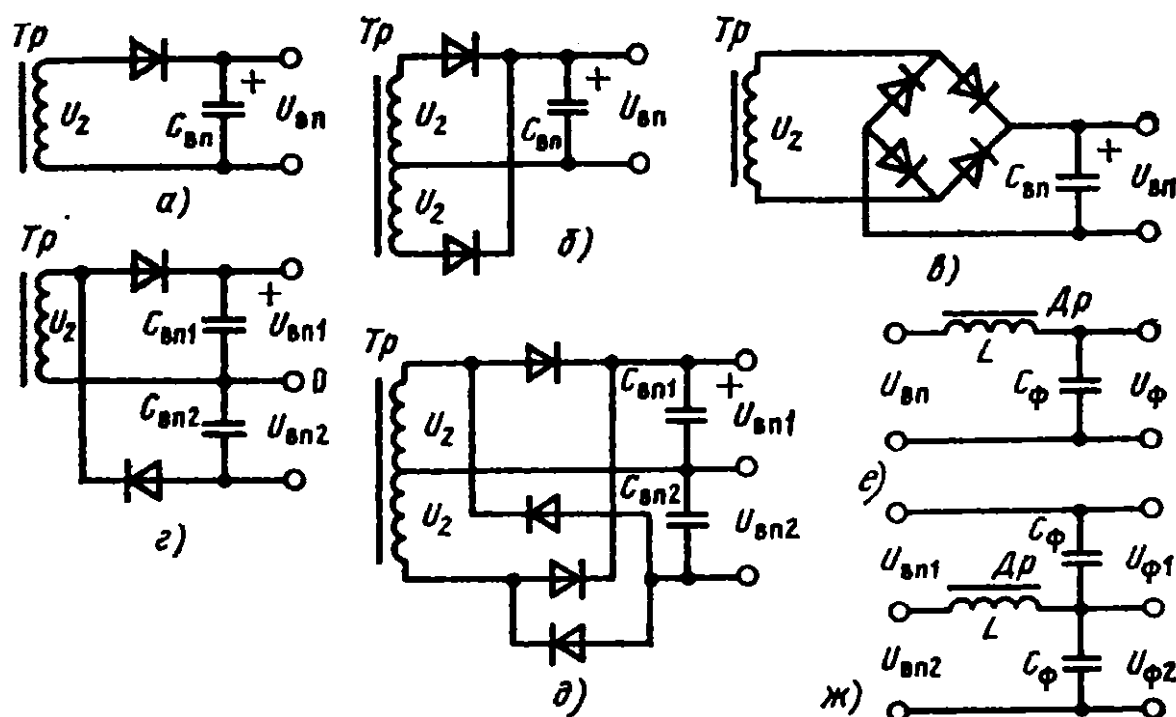 Тр
U₂
Cвп
+
Uвп
а)
Тр
U₂
U₂
Cвп
+
Uвп
б)
Тр
U₂
Cвп
+
Uвп
в)
Тр
U₂
Cвп1
Cвп2
+
Uвп1
0
Uвп2
г)
Тр
U₂
U₂
Cвп1
Cвп2
+
Uвп1
Uвп2
д)
Др
L
Uвп
Cф
Uф
е)
Uвп1
Др
L
Uвп2
Cф
Cф
Uф1
Uф2
ж)